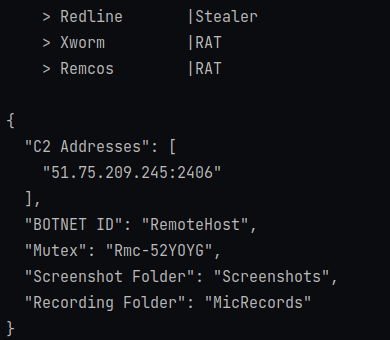 > Redline |Stealer
> Xworm |RAT
> Remcos |RAT
{
"C2 Addresses": [
"51.75.209.245:2406"
],
"BOTNET ID": "RemoteHost",
"Mutex": "Rmc-52YOYG",
"Screenshot Folder": "Screenshots",
"Recording Folder": "MicRecords"
}